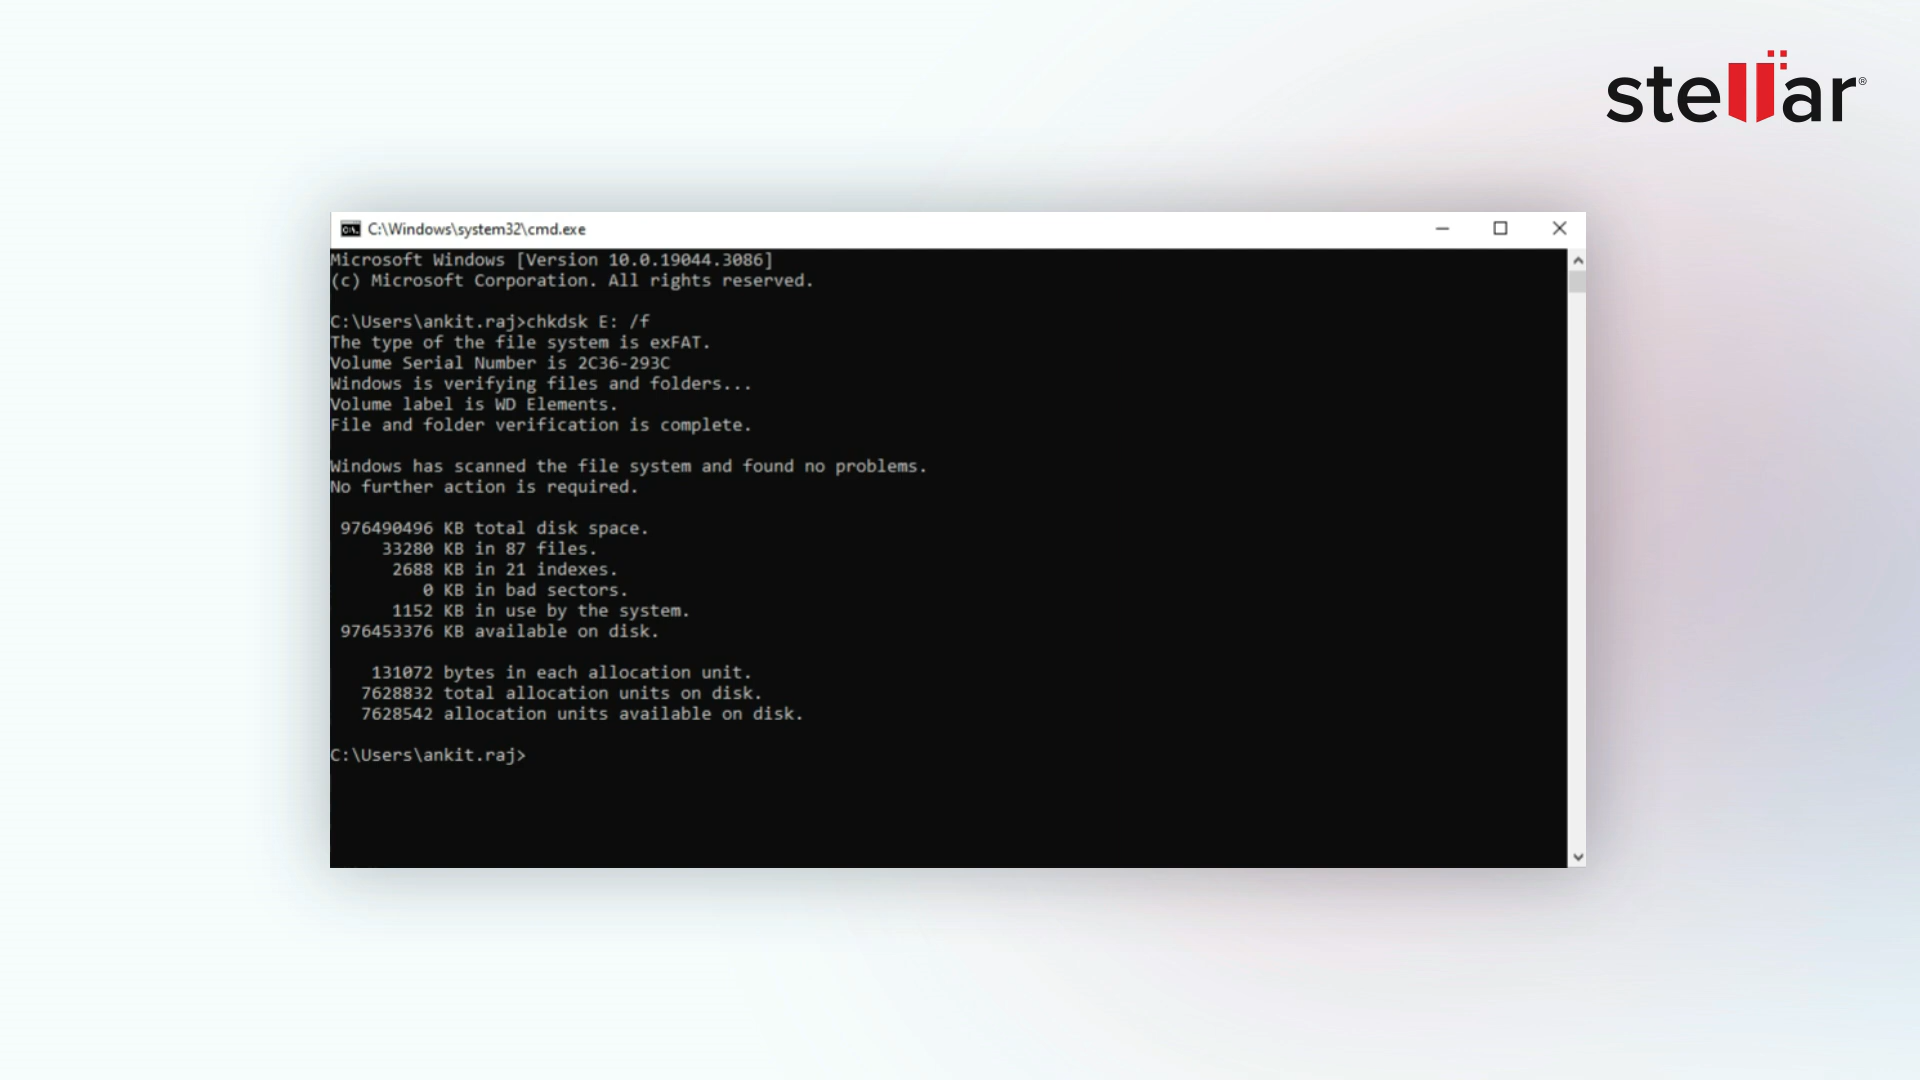 stellar®
C:\Windows\system32\cmd.exe
Microsoft Windows [Version 10.0.19044.3086]
(c) Microsoft Corporation. All rights reserved.
C:\Users\ankit.raj>chkdsk E: /f
The type of the file system is exFAT.
Volume Serial Number is 2C36-293C
Windows is verifying files and folders...
Volume label is WD Elements.
File and folder verification is complete.
Windows has scanned the file system and found no problems.
No further action is required.
976490496 KB total disk space.
33280 KB in 87 files.
2688 KB in 21 indexes.
0 KB in bad sectors.
1152 KB in use by the system.
976453376 KB available on disk.
131072 bytes in each allocation unit.
7628832 total allocation units on disk.
7628542 allocation units available on disk.
C:\Users\ankit.raj>